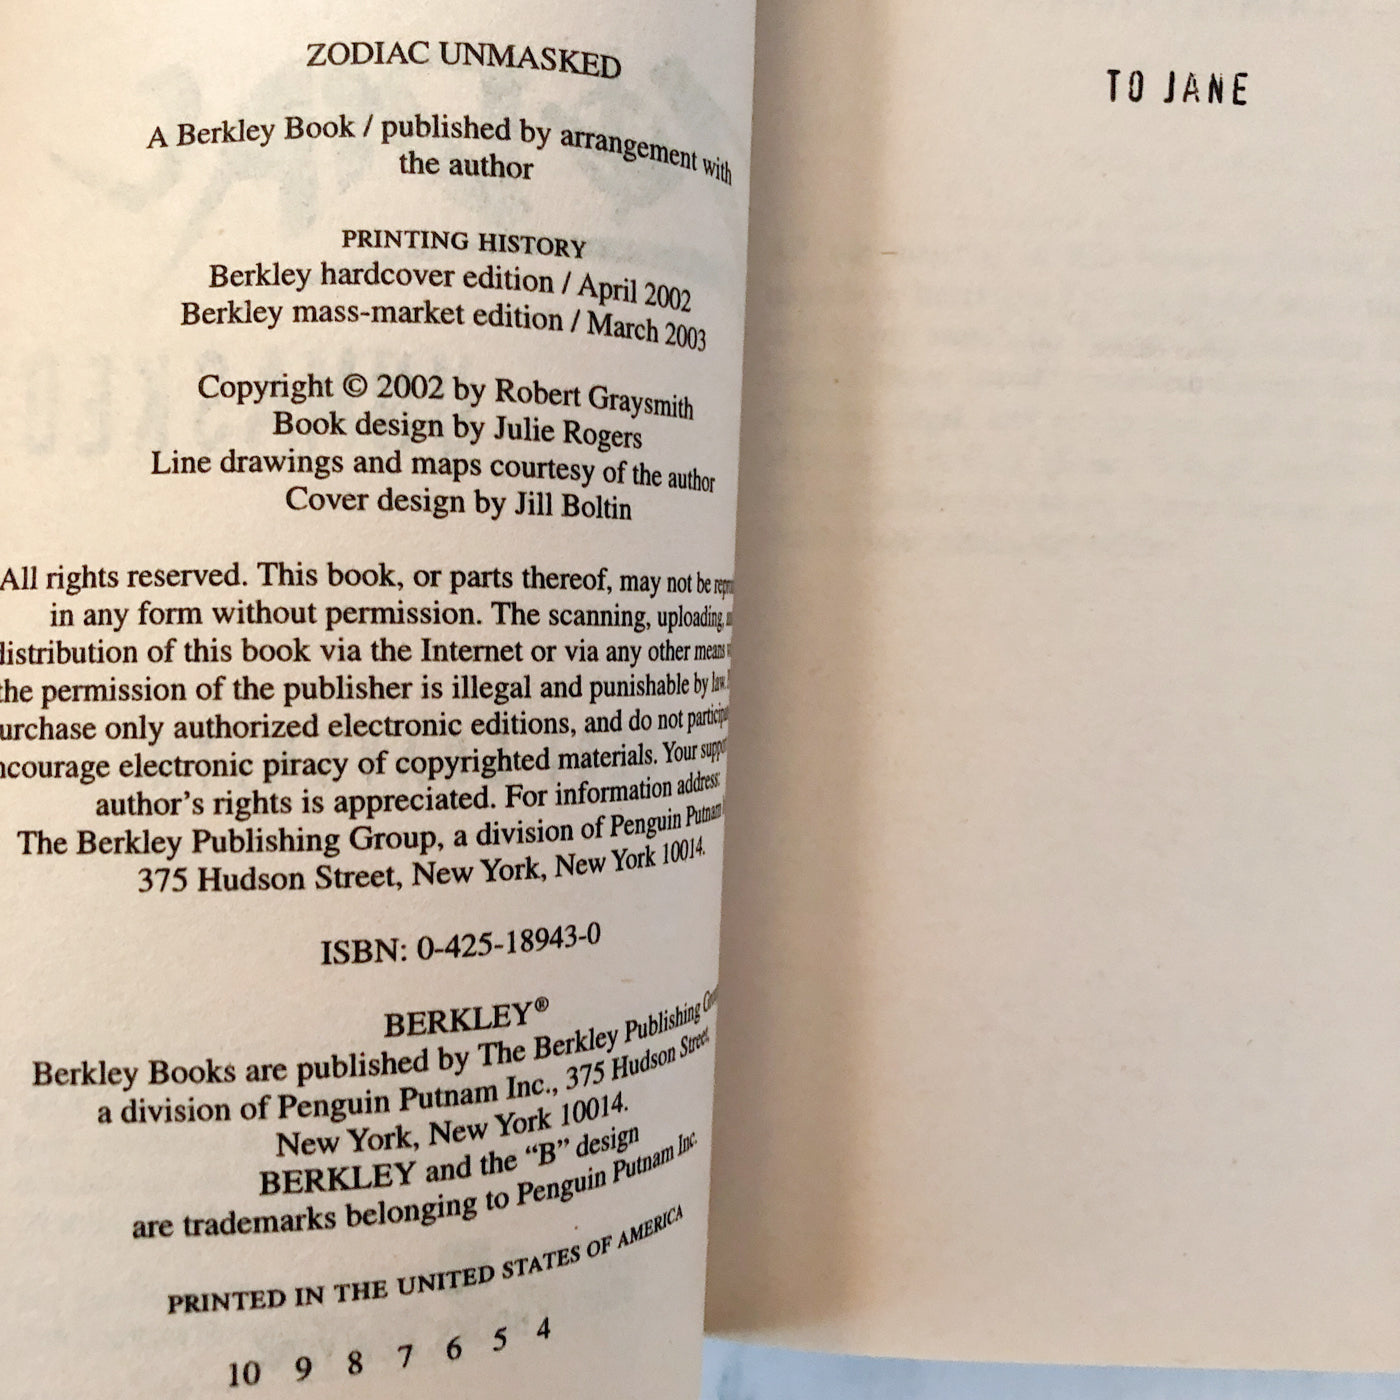 ZODIAC UNMASKED
A Berkley Book / published by arrangement with
the author
PRINTING HISTORY
Berkley hardcover edition / April 2002
Berkley mass-market edition / March 2003
Copyright © 2002 by Robert Graysmith
Book design by Julie Rogers
Line drawings and maps courtesy of the author
Cover design by Jill Boltin
All rights reserved. This book, or parts thereof, may not be
in any form without permission. The scanning, uploading,
of this book via the Internet or via any other means
the permission of the publisher is illegal and punishable by law.
only authorized electronic editions, and do not
electronic piracy of copyrighted materials. Your
author's rights is appreciated. For information address:
The Berkley Publishing Group, a division of Penguin Putnam
375 Hudson Street, New York, New York 10014.
ISBN: 0-425-18943-0
BERKLEY®
Berkley Books are published by The Berkley Publishing
a division of Penguin Putnam Inc., 375 Hudson Street,
New York, New York 10014.
BERKLEY and the “B” design
are trademarks belonging to Penguin Putnam Inc.
PRINTED IN THE UNITED STATES OF AMERICA
10 9 8 7 6 5 4
TO JANE